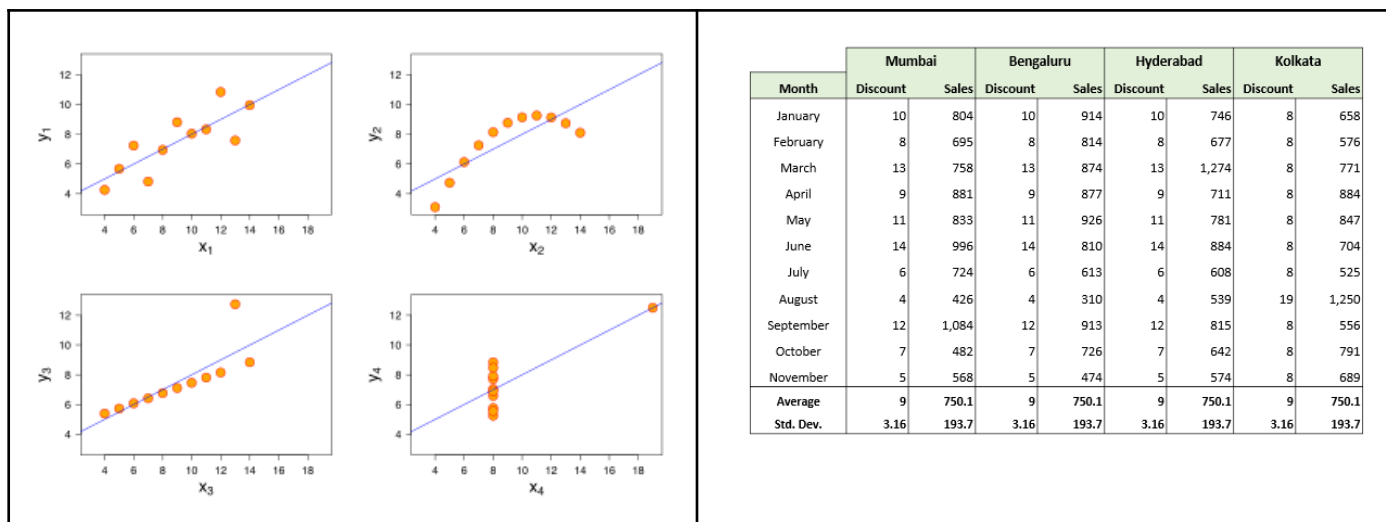 12
10
8
6
4
y1
4 6 8 10 12 14 16 18
x1
12
10
8
6
4
y2
4 6 8 10 12 14 16 18
x2
12
10
8
6
4
y3
4 6 8 10 12 14 16 18
x3
12
10
8
6
4
y4
4 6 8 10 12 14 16 18
x4
Mumbai Bengaluru Hyderabad Kolkata
Month Discount Sales Discount Sales Discount Sales Discount Sales
January 10 804 10 914 10 746 8 658
February 8 695 8 814 8 677 8 576
March 13 758 13 874 13 1,274 8 771
April 9 881 9 877 9 711 8 884
May 11 833 11 926 11 781 8 847
June 14 996 14 810 14 884 8 704
July 6 724 6 613 6 608 8 525
August 4 426 4 310 4 539 19 1,250
September 12 1,084 12 913 12 815 8 556
October 7 482 7 726 7 642 8 791
November 5 568 5 474 5 574 8 689
Average 9 750.1 9 750.1 9 750.1 9 750.1
Std. Dev. 3.16 193.7 3.16 193.7 3.16 193.7 3.16 193.7